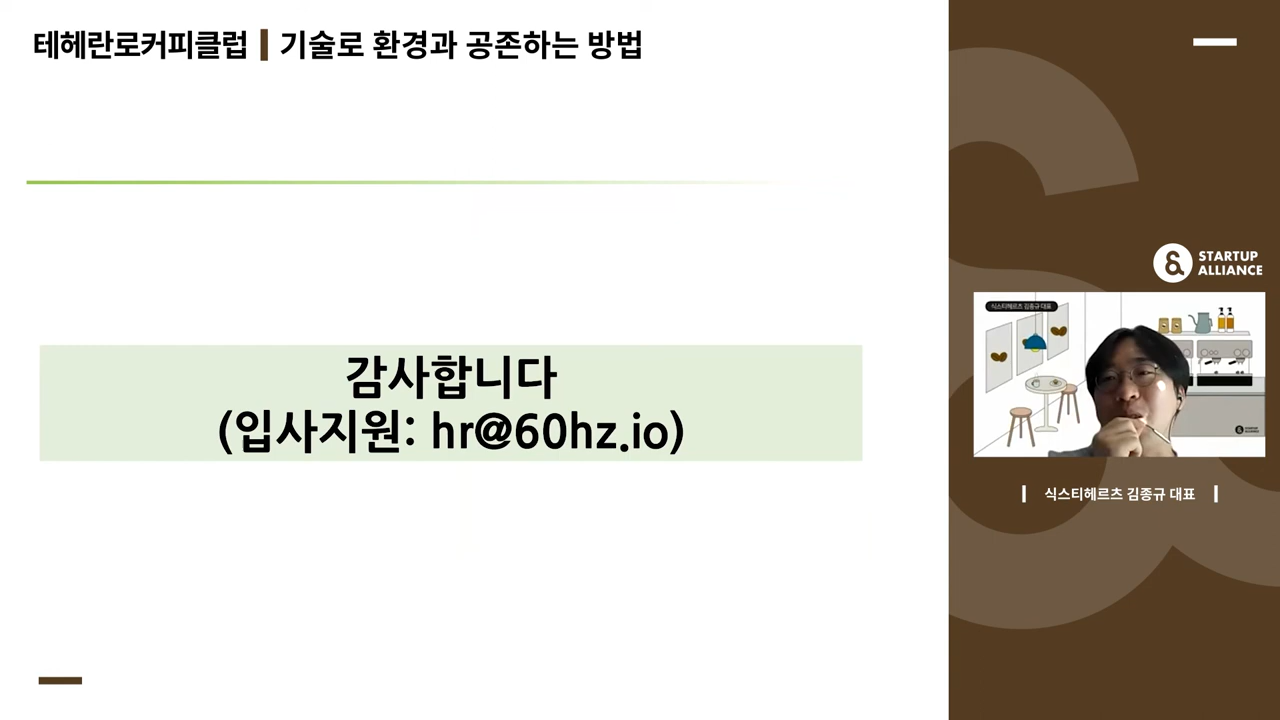 테헤란로커피클럽 | 기술로 환경과 공존하는 방법
감사합니다
(입사지원: hr@60hz.io)
STARTUP
ALLIANCE
식스티헤르츠 김종규 대표
STARTUP
ALLIANCE
| 식스티헤르츠 김종규 대표 |